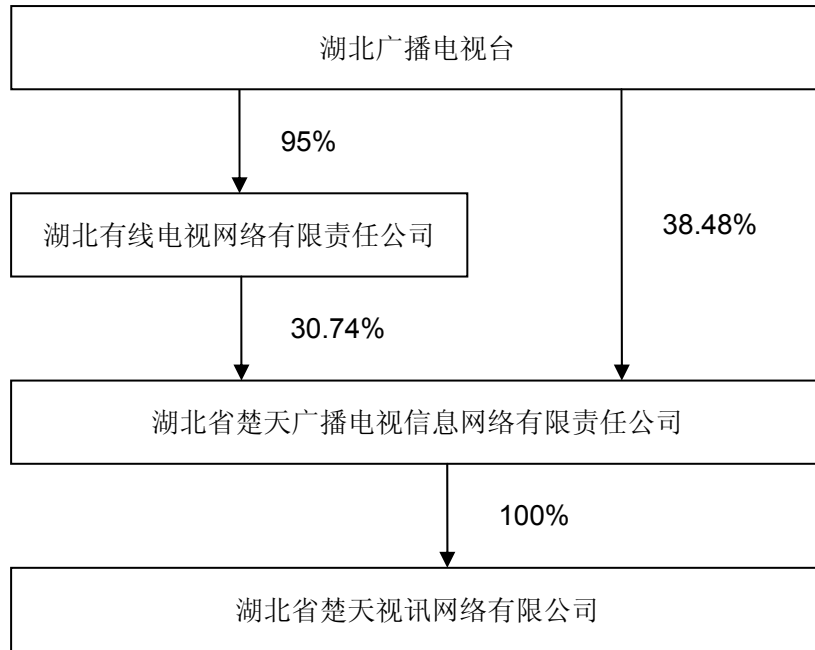 湖北广播电视台
95%
38.48%
湖北有线电视网络有限责任公司
30.74%
湖北省楚天广播电视信息网络有限责任公司
100%
湖北省楚天视讯网络有限公司